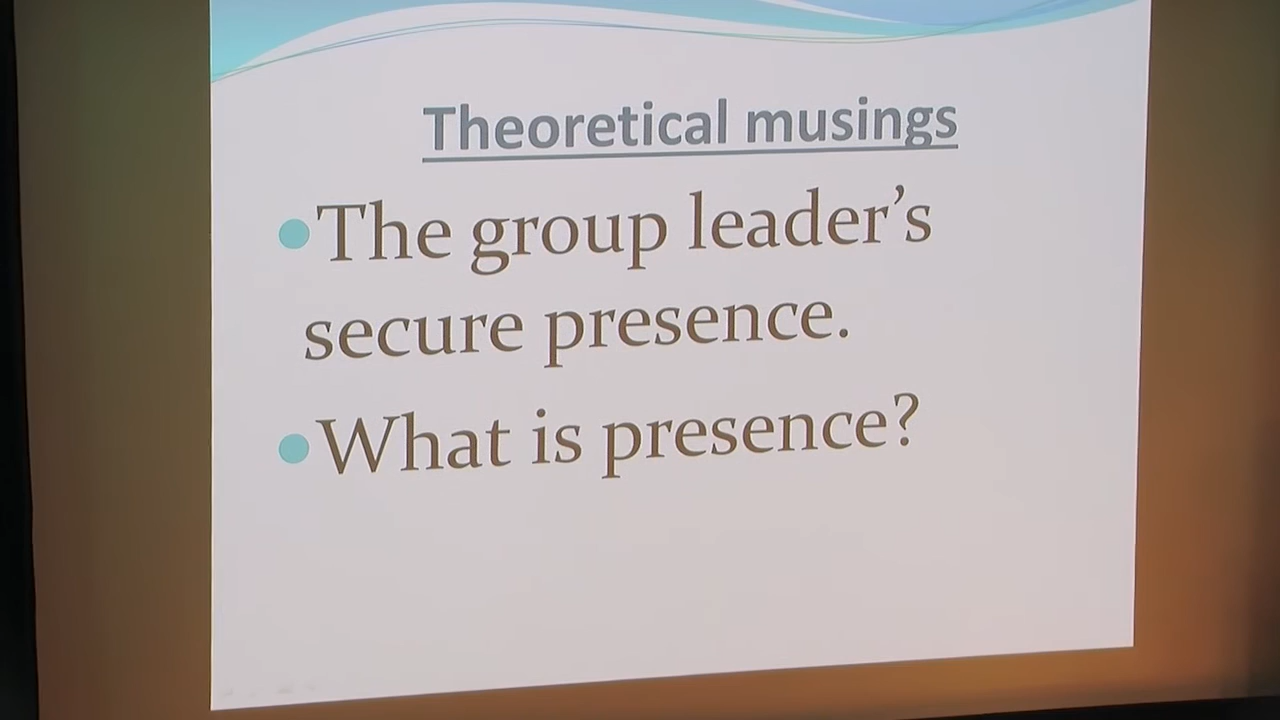 Theoretical musings
The group leader’s
secure presence.
What is presence?